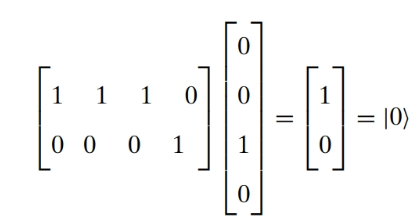 [1 1 1 0
0 0 0 1] [0
0
1
0] = [1
0] = |0⟩